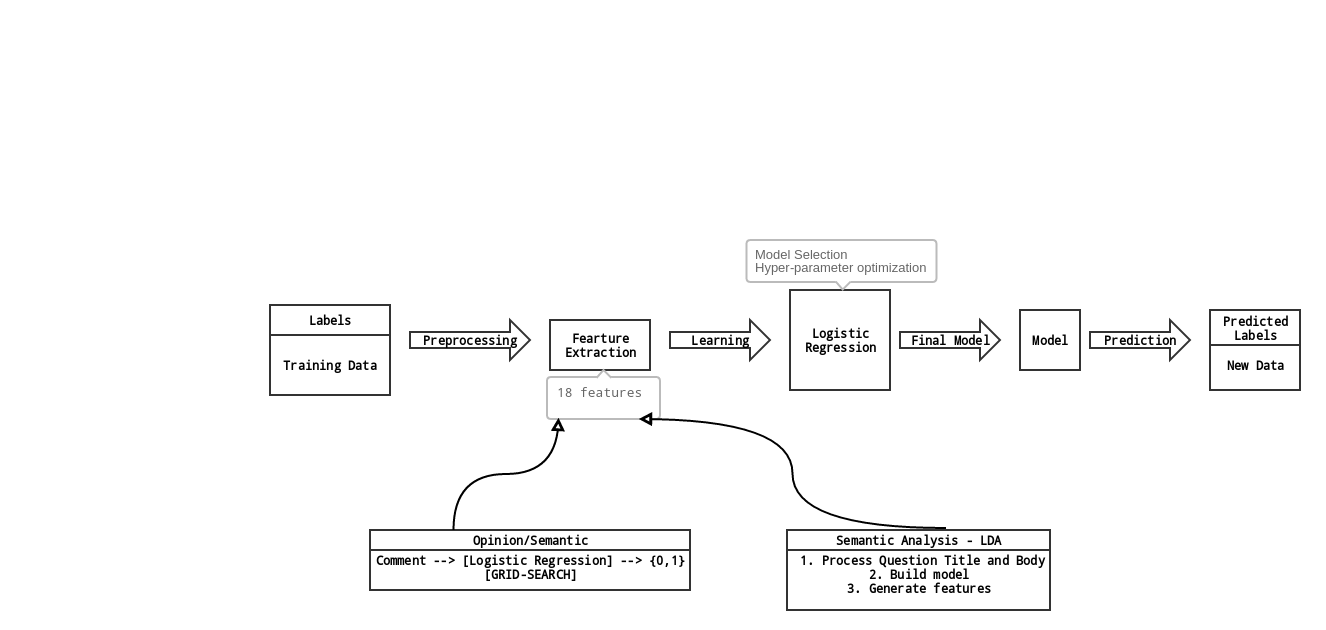 Model Selection
Hyper-parameter optimization
Labels
Training Data
Preprocessing
Fearture
Extraction
18 features
Learning
Logistic
Regression
Final Model
Model
Prediction
Predicted
Labels
New Data
Opinion/Semantic
Comment --> [Logistic Regression] --> {0,1}
[GRID-SEARCH]
Semantic Analysis - LDA
1. Process Question Title and Body
2. Build model
3. Generate features